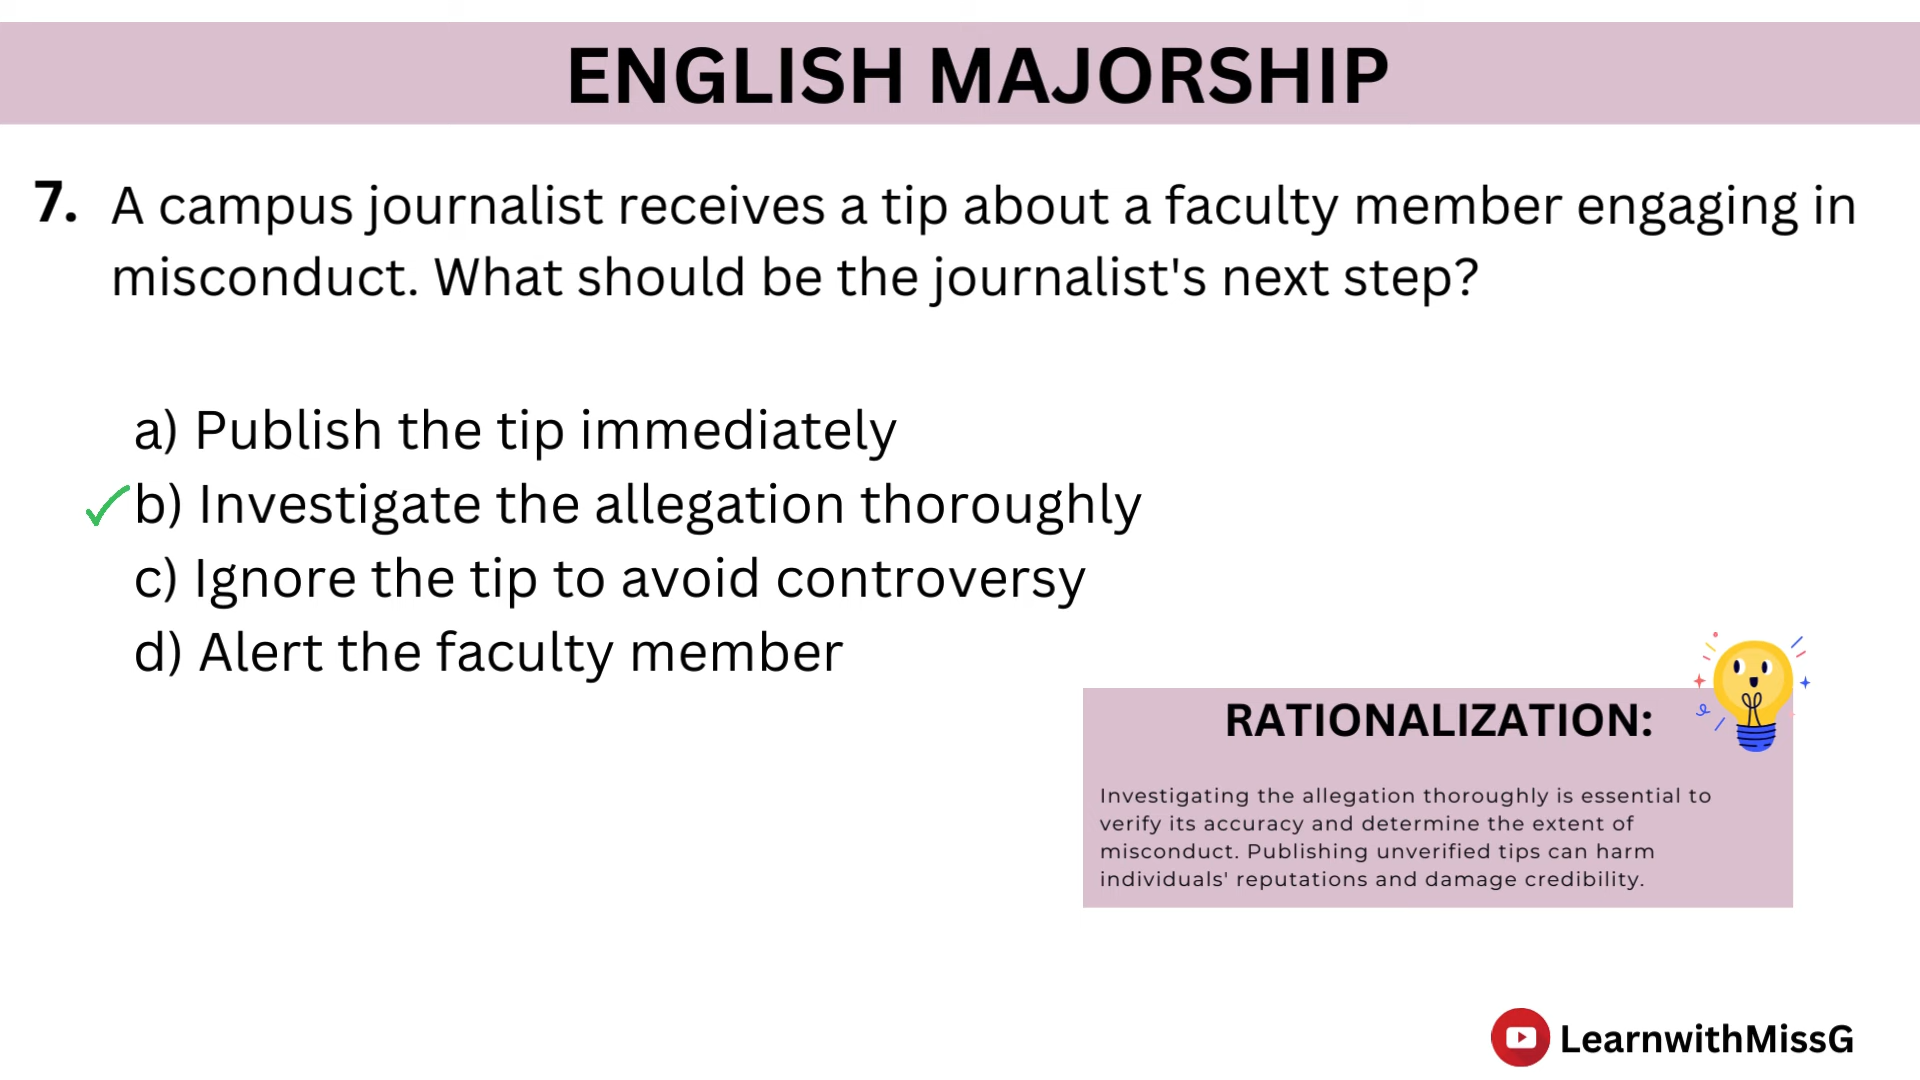 ENGLISH MAJORSHIP
7. A campus journalist receives a tip about a faculty member engaging in
misconduct. What should be the journalist's next step?
a) Publish the tip immediately
b) Investigate the allegation thoroughly
c) Ignore the tip to avoid controversy
d) Alert the faculty member
RATIONALIZATION:
Investigating the allegation thoroughly is essential to
verify its accuracy and determine the extent of
misconduct. Publishing unverified tips can harm
individuals' reputations and damage credibility.
LearnwithMissG